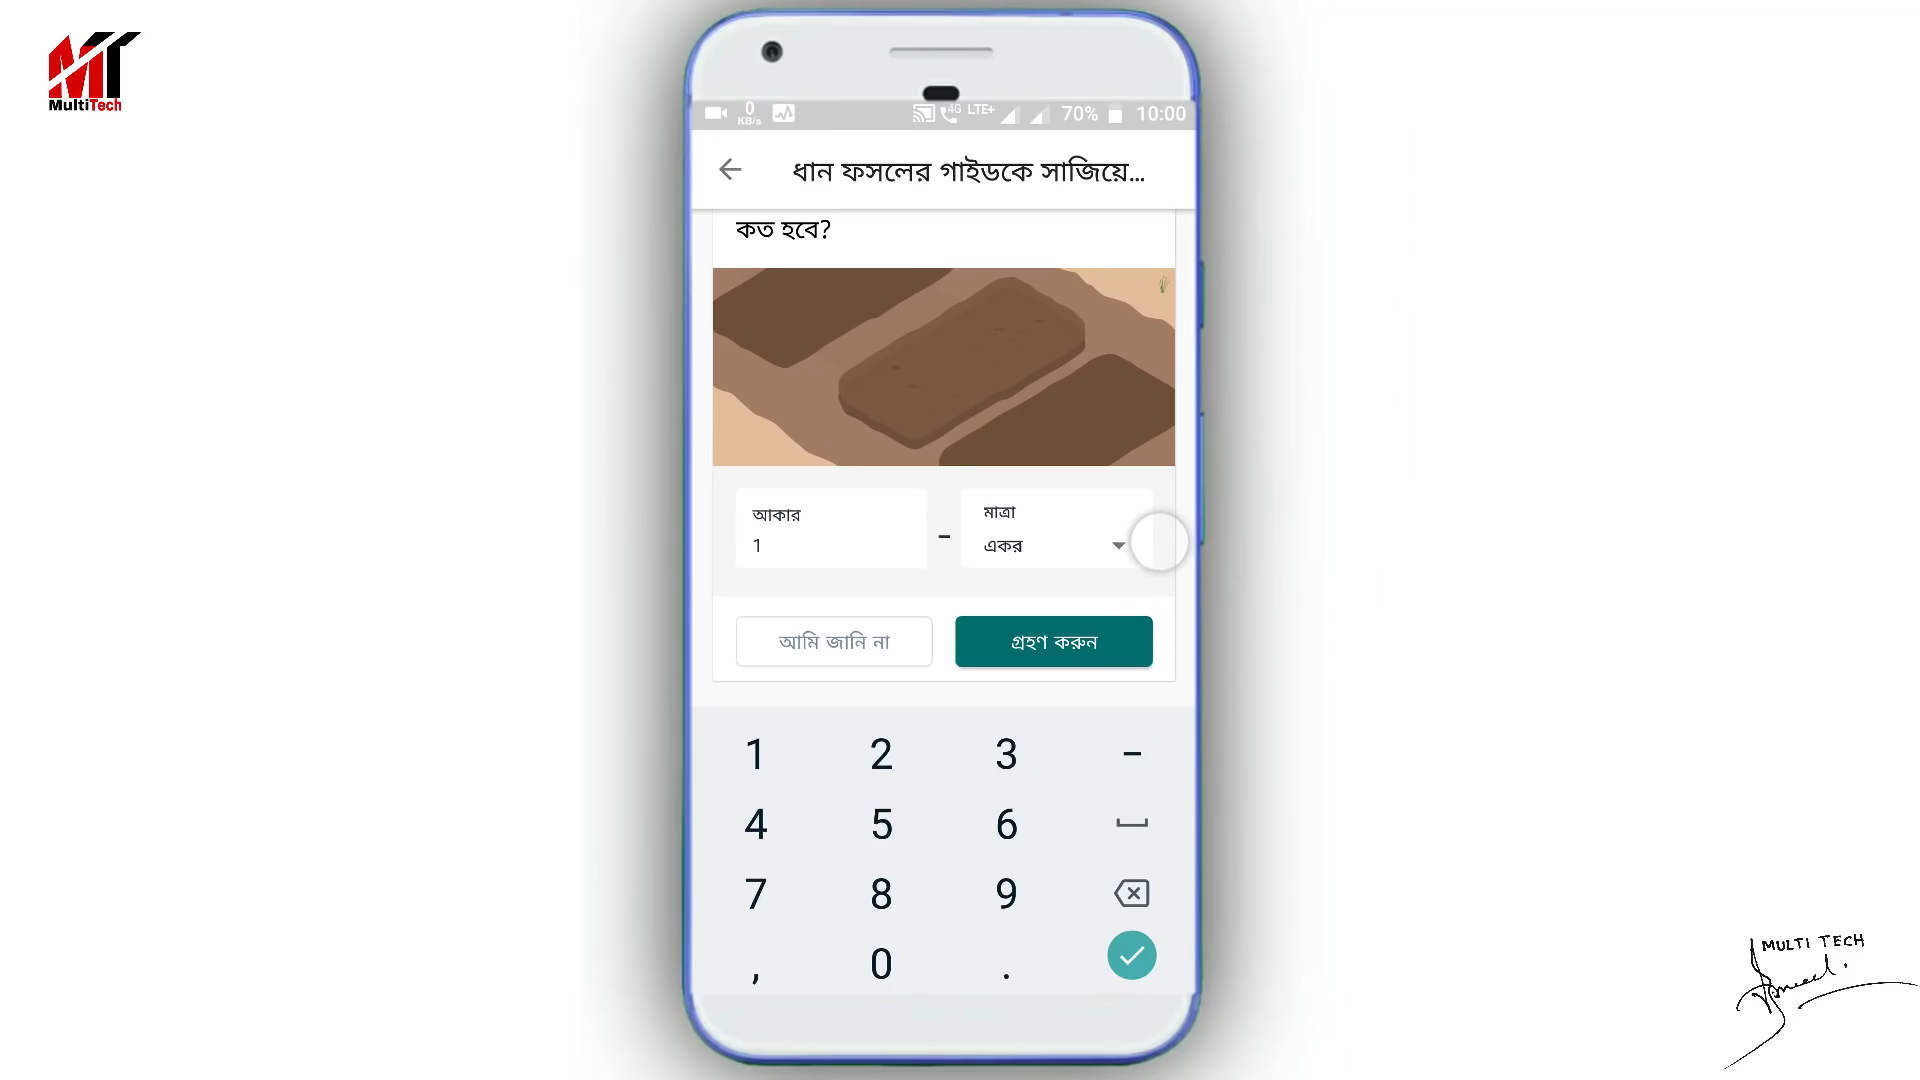 MT
MultiTech
0
KB/s
4G LTE+ 70% 10:00
ধান ফসলের গাইডকে সাজিয়ে...
কত হবে?
আকার
1
-
মাত্রা
একর
আমি জানি না
গ্রহণ করুন
1 2 3 -
4 5 6
7 8 9
, 0 .
MULTI TECH